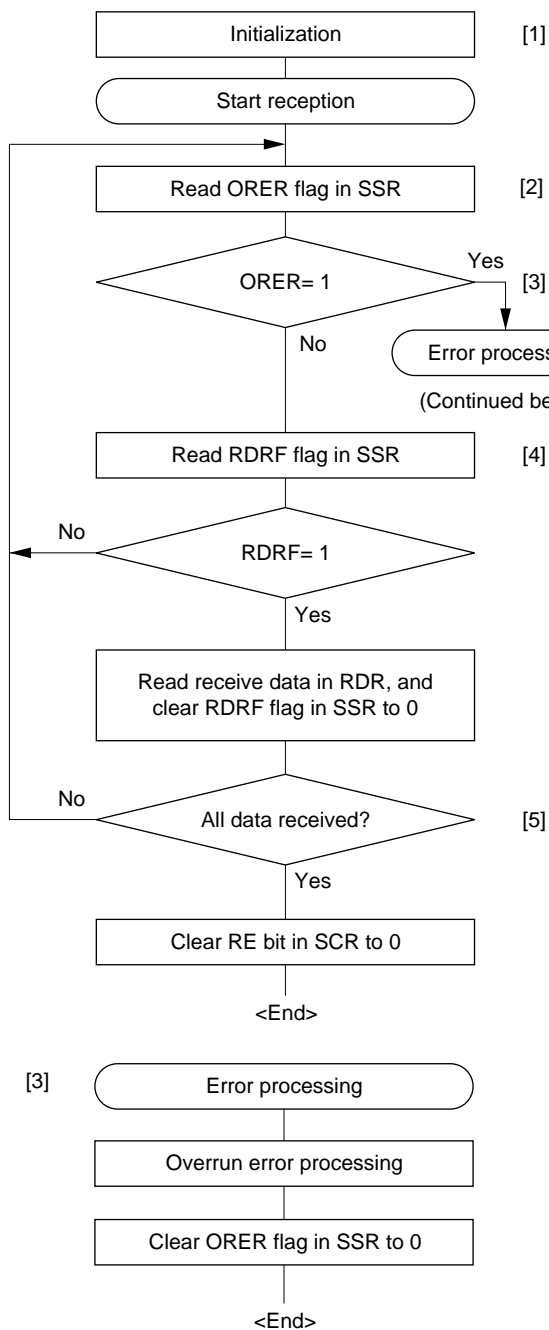 Initialization [1]
Start reception
Read ORER flag in SSR [2]
ORER= 1
Yes
[3]
No
Error process
(Continued be
Read RDRF flag in SSR [4]
No
RDRF= 1
Yes
Read receive data in RDR, and
clear RDRF flag in SSR to 0
No
All data received? [5]
Yes
Clear RE bit in SCR to 0
<End>
[3] Error processing
Overrun error processing
Clear ORER flag in SSR to 0
<End>